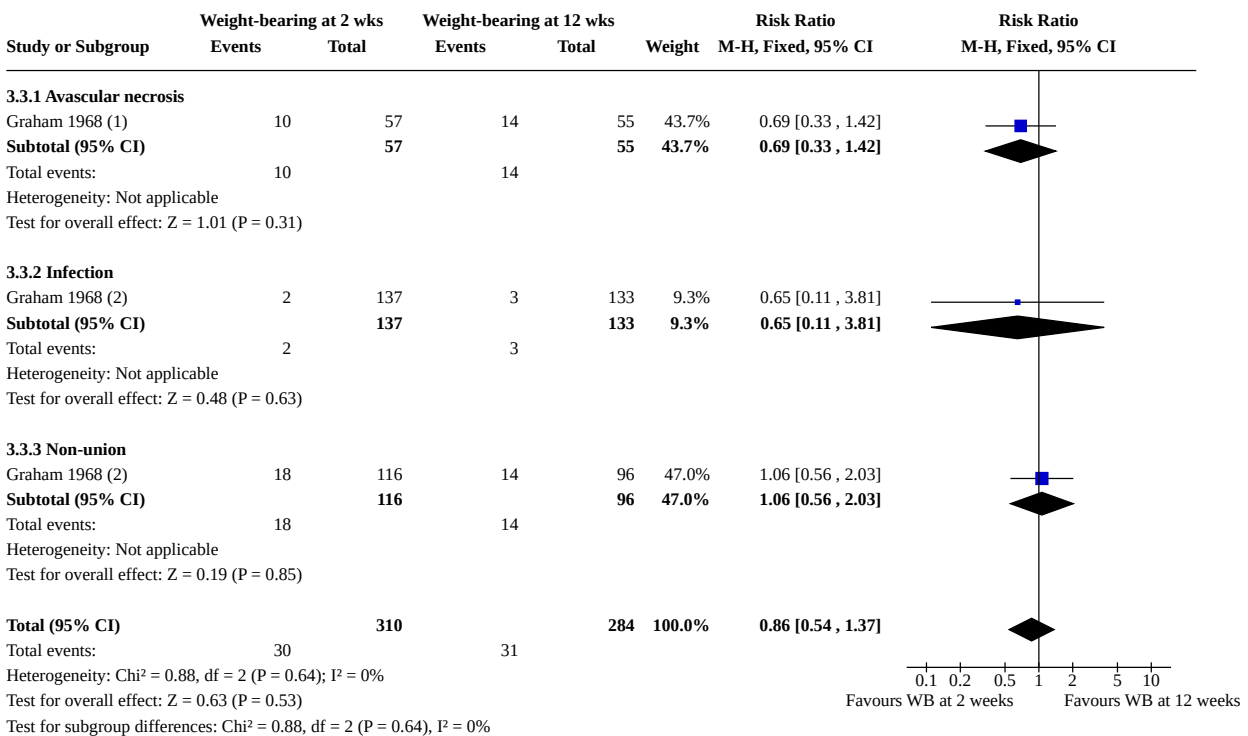 Weight-bearing at 2 wks Weight-bearing at 12 wks Risk Ratio Risk Ratio
Study or Subgroup Events Total Events Total Weight M-H, Fixed, 95% CI M-H, Fixed, 95% CI
3.3.1 Avascular necrosis
Graham 1968 (1) 10 57 14 55 43.7% 0.69 [0.33 , 1.42]
Subtotal (95% CI) 57 55 43.7% 0.69 [0.33 , 1.42]
Total events: 10 14
Heterogeneity: Not applicable
Test for overall effect: Z = 1.01 (P = 0.31)
3.3.2 Infection
Graham 1968 (2) 2 137 3 133 9.3% 0.65 [0.11 , 3.81]
Subtotal (95% CI) 137 133 9.3% 0.65 [0.11 , 3.81]
Total events: 2 3
Heterogeneity: Not applicable
Test for overall effect: Z = 0.48 (P = 0.63)
3.3.3 Non-union
Graham 1968 (2) 18 116 14 96 47.0% 1.06 [0.56 , 2.03]
Subtotal (95% CI) 116 96 47.0% 1.06 [0.56 , 2.03]
Total events: 18 14
Heterogeneity: Not applicable
Test for overall effect: Z = 0.19 (P = 0.85)
Total (95% CI) 310 284 100.0% 0.86 [0.54 , 1.37]
Total events: 30 31
Heterogeneity: Chi² = 0.88, df = 2 (P = 0.64); I² = 0%
0.1 0.2 0.5 1 2 5 10
Test for overall effect: Z = 0.63 (P = 0.53) Favours WB at 2 weeks Favours WB at 12 weeks
Test for subgroup differences: Chi² = 0.88, df = 2 (P = 0.64), I² = 0%